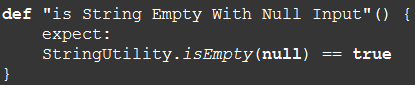 def "is String Empty With Null Input"() {
    expect:
    StringUtility.isEmpty(null) == true
}